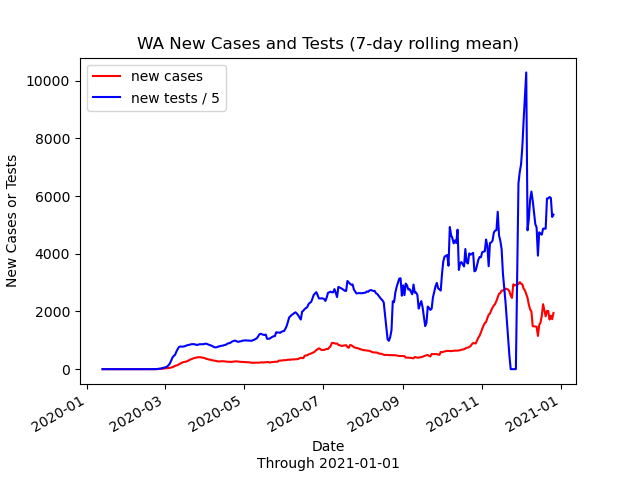 WA New Cases and Tests (7-day rolling mean)
new cases
new tests / 5
10000
8000
6000
4000
2000
0
New Cases or Tests
2020-01
2020-03
2020-05
2020-07
2020-09
2020-11
2021-01
Date
Through 2021-01-01